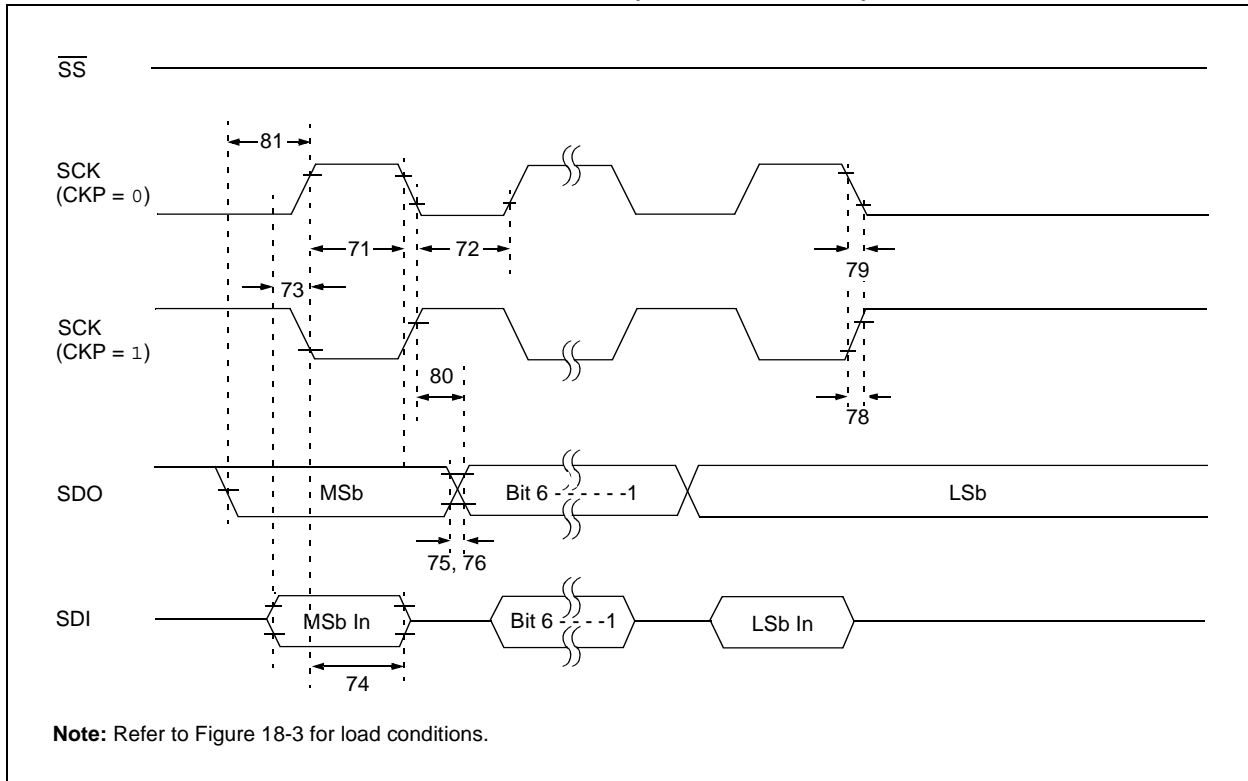 SS
81
SCK
(CKP = 0)
71
72
79
73
SCK
(CKP = 1)
80
78
SDO
MSb
Bit 6 - - - - - -1
LSb
75, 76
SDI
MSb In
Bit 6 - - - -1
LSb In
74
Note: Refer to Figure 18-3 for load conditions.